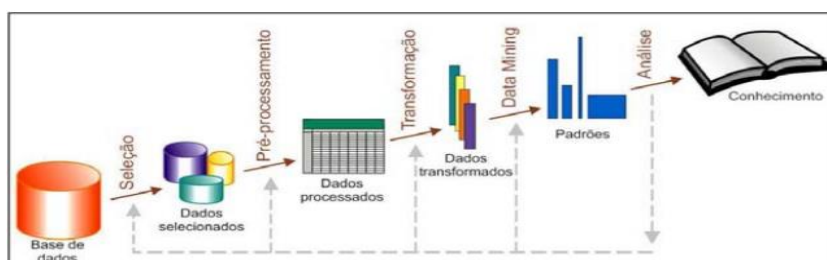 Base de
dados
Seleção
Dados
selecionados
Pré-processamento
Dados
processados
Transformação
Dados
transformados
Data Mining
Padrões
Análise
Conhecimento